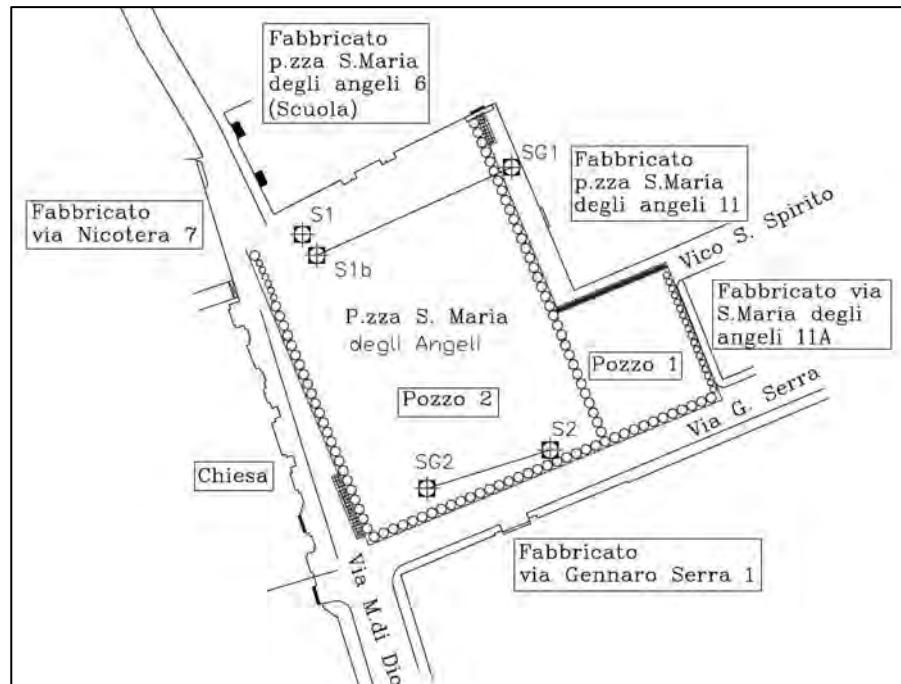 Fabbricato
p.zza S.Maria
degli angeli 6
(Scuola)
SG1
Fabbricato
p.zza S.Maria
degli angeli 11
Fabbricato
via Nicotera 7
S1
S1b
Vico S. Spirito
Fabbricato via
S.Maria degli
angeli 11A
P.zza S. Maria
degli Angeli
Pozzo 1
Pozzo 2
Via G. Serra
S2
SG2
Chiesa
Fabbricato
via Gennaro Serra 1
Via M.di Dio